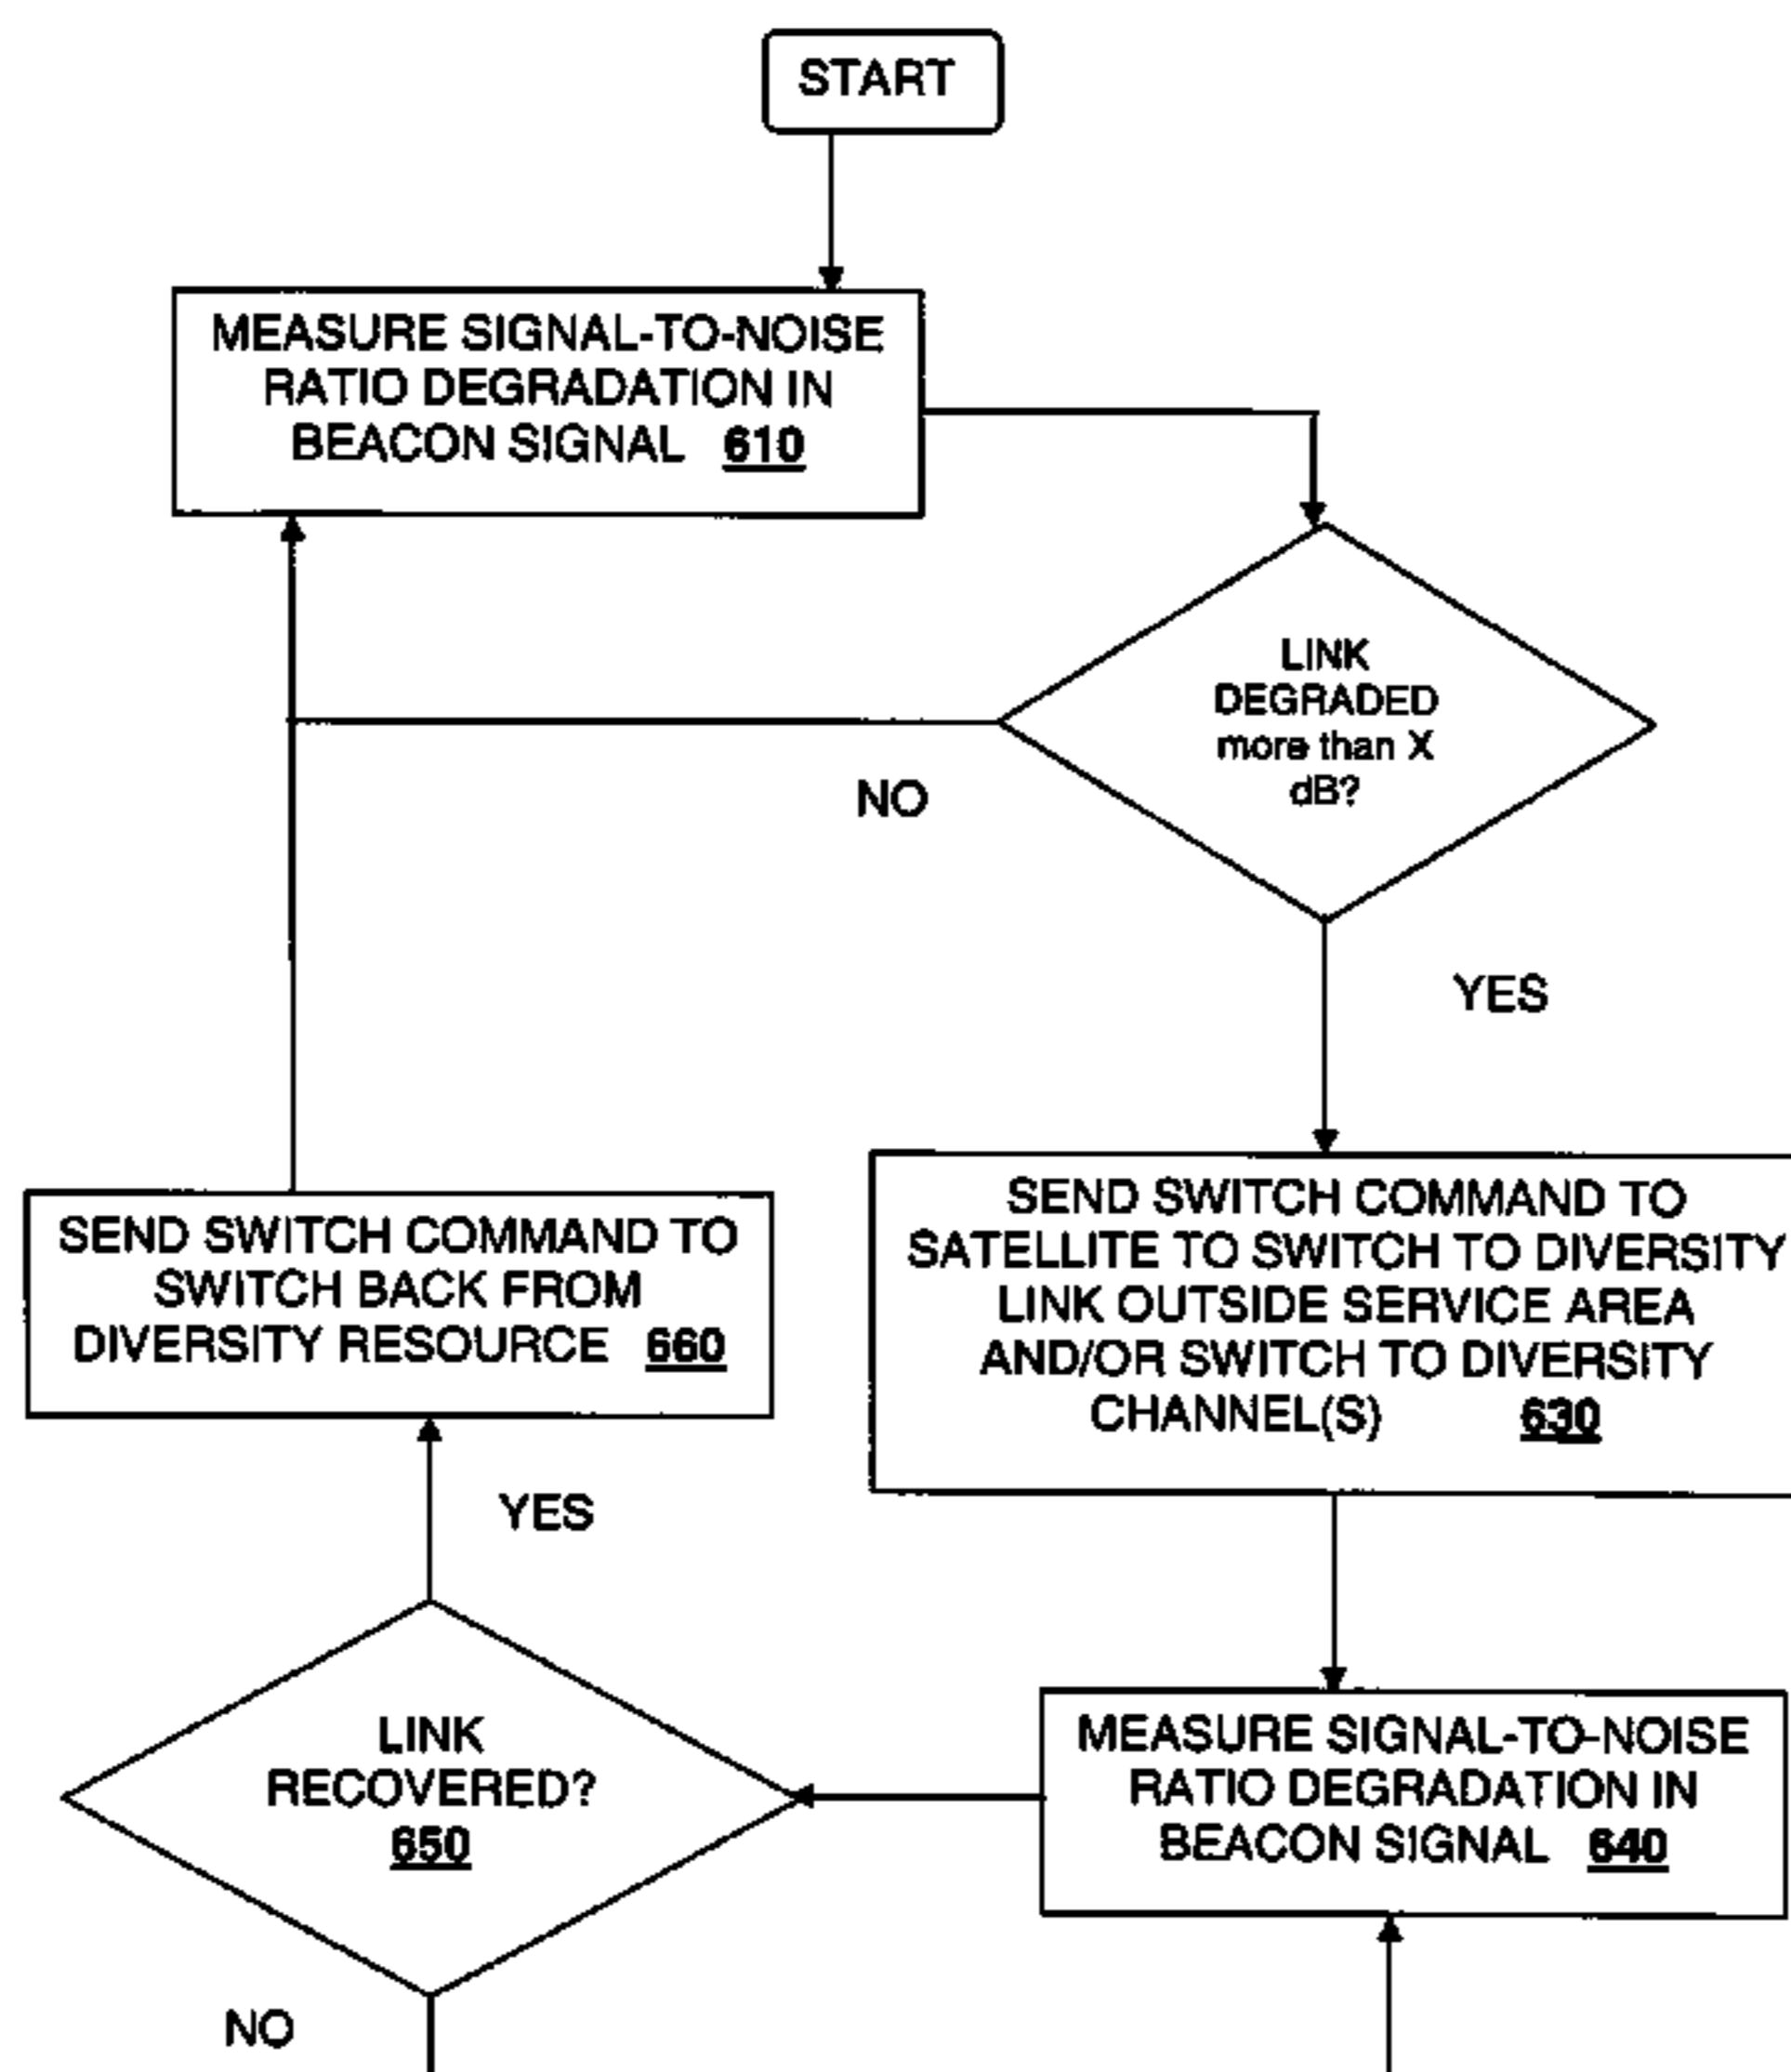 START
MEASURE SIGNAL-TO-NOISE
RATIO DEGRADATION IN
BEACON SIGNAL 610
LINK
DEGRADED
more than X
dB?
NO
YES
SEND SWITCH COMMAND TO
SATELLITE TO SWITCH TO DIVERSITY
LINK OUTSIDE SERVICE AREA
AND/OR SWITCH TO DIVERSITY
CHANNEL(S) 630
SEND SWITCH COMMAND TO
SWITCH BACK FROM
DIVERSITY RESOURCE 660
YES
MEASURE SIGNAL-TO-NOISE
RATIO DEGRADATION IN
BEACON SIGNAL 640
LINK
RECOVERED?
650
NO